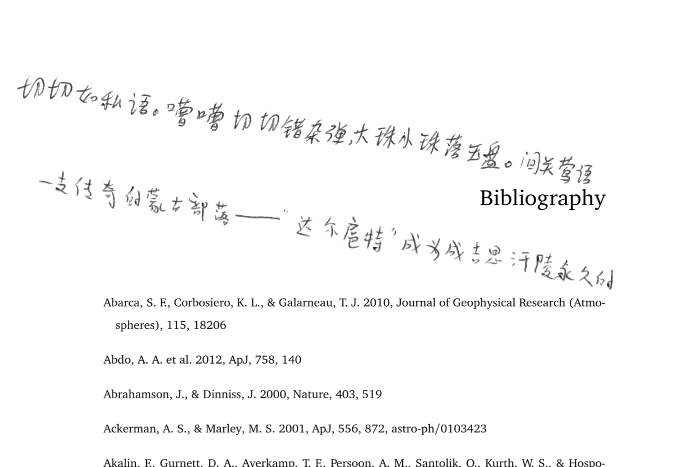 切切如私语。嘈嘈切切错杂弹,大珠小珠落玉盘。间关莺语
Bibliography
一支传奇的蒙古部落——“达尔扈特”成为成吉思汗陵永久的
Abarca, S. F., Corbosiero, K. L., & Galarneau, T. J. 2010, Journal of Geophysical Research (Atmo-
spheres), 115, 18206
Abdo, A. A. et al. 2012, ApJ, 758, 140
Abrahamson, J., & Dinniss, J. 2000, Nature, 403, 519
Ackerman, A. S., & Marley, M. S. 2001, ApJ, 556, 872, astro-ph/0103423
Akalin, F., Gurnett, D. A., Averkamp, T. F., Persoon, A. M., Santolik, O., Kurth, W. S., & Hospo-